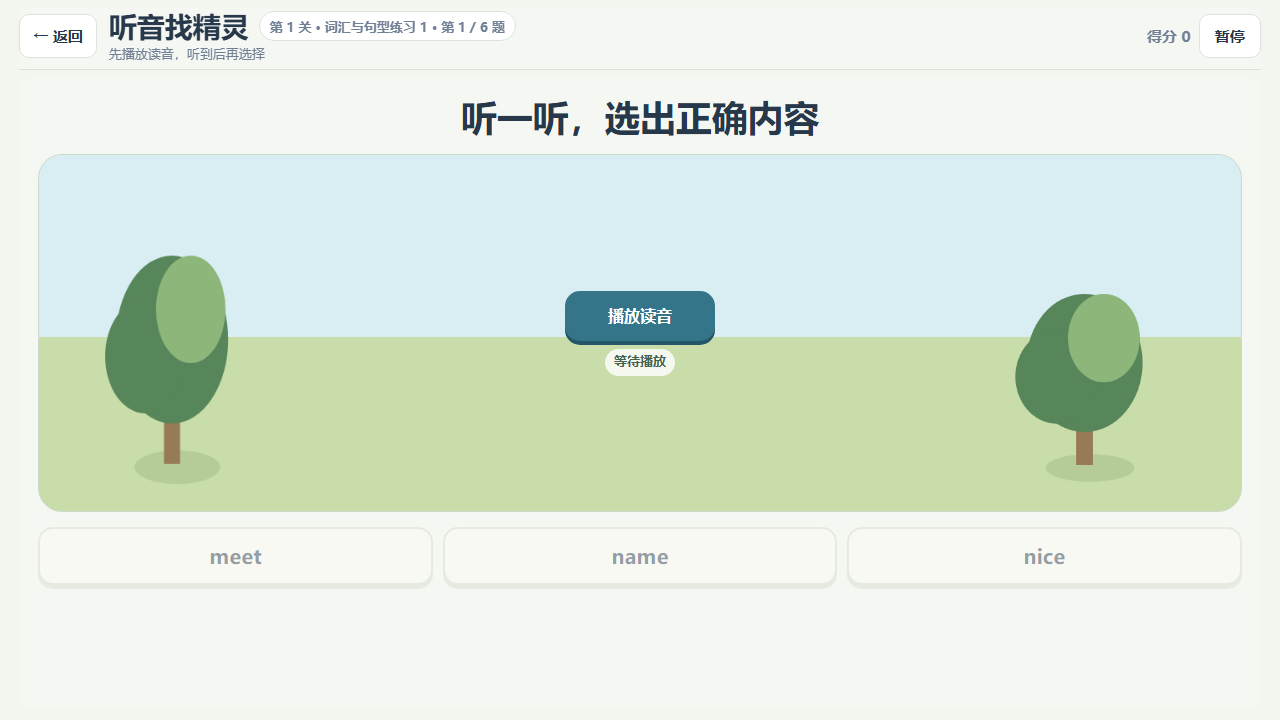 ← 返回
听音找精灵
第 1 关 • 词汇与句型练习 1 • 第 1 / 6 题
先播放读音，听到后再选择
得分 0
暂停
听一听，选出正确内容
播放读音
等待播放
meet
name
nice